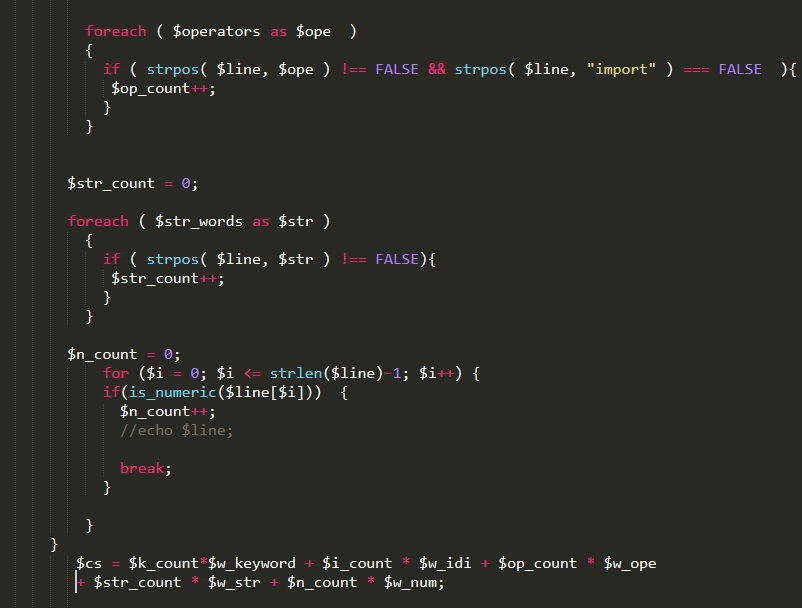 foreach ( $operators as $ope  )
{
if ( strpos( $line, $ope ) !== FALSE && strpos( $line, "import" ) === FALSE  ){
$op_count++;
}
}
$str_count = 0;
foreach ( $str_words as $str )
{
if ( strpos( $line, $str ) !== FALSE){
$str_count++;
}
}
$n_count = 0;
for ($i = 0; $i <= strlen($line)-1; $i++) {
if(is_numeric($line[$i]))  {
$n_count++;
//echo $line;
break;
}
}
}
$cs = $k_count*$w_keyword + $i_count * $w_idi + $op_count * $w_ope
+ $str_count * $w_str + $n_count * $w_num;